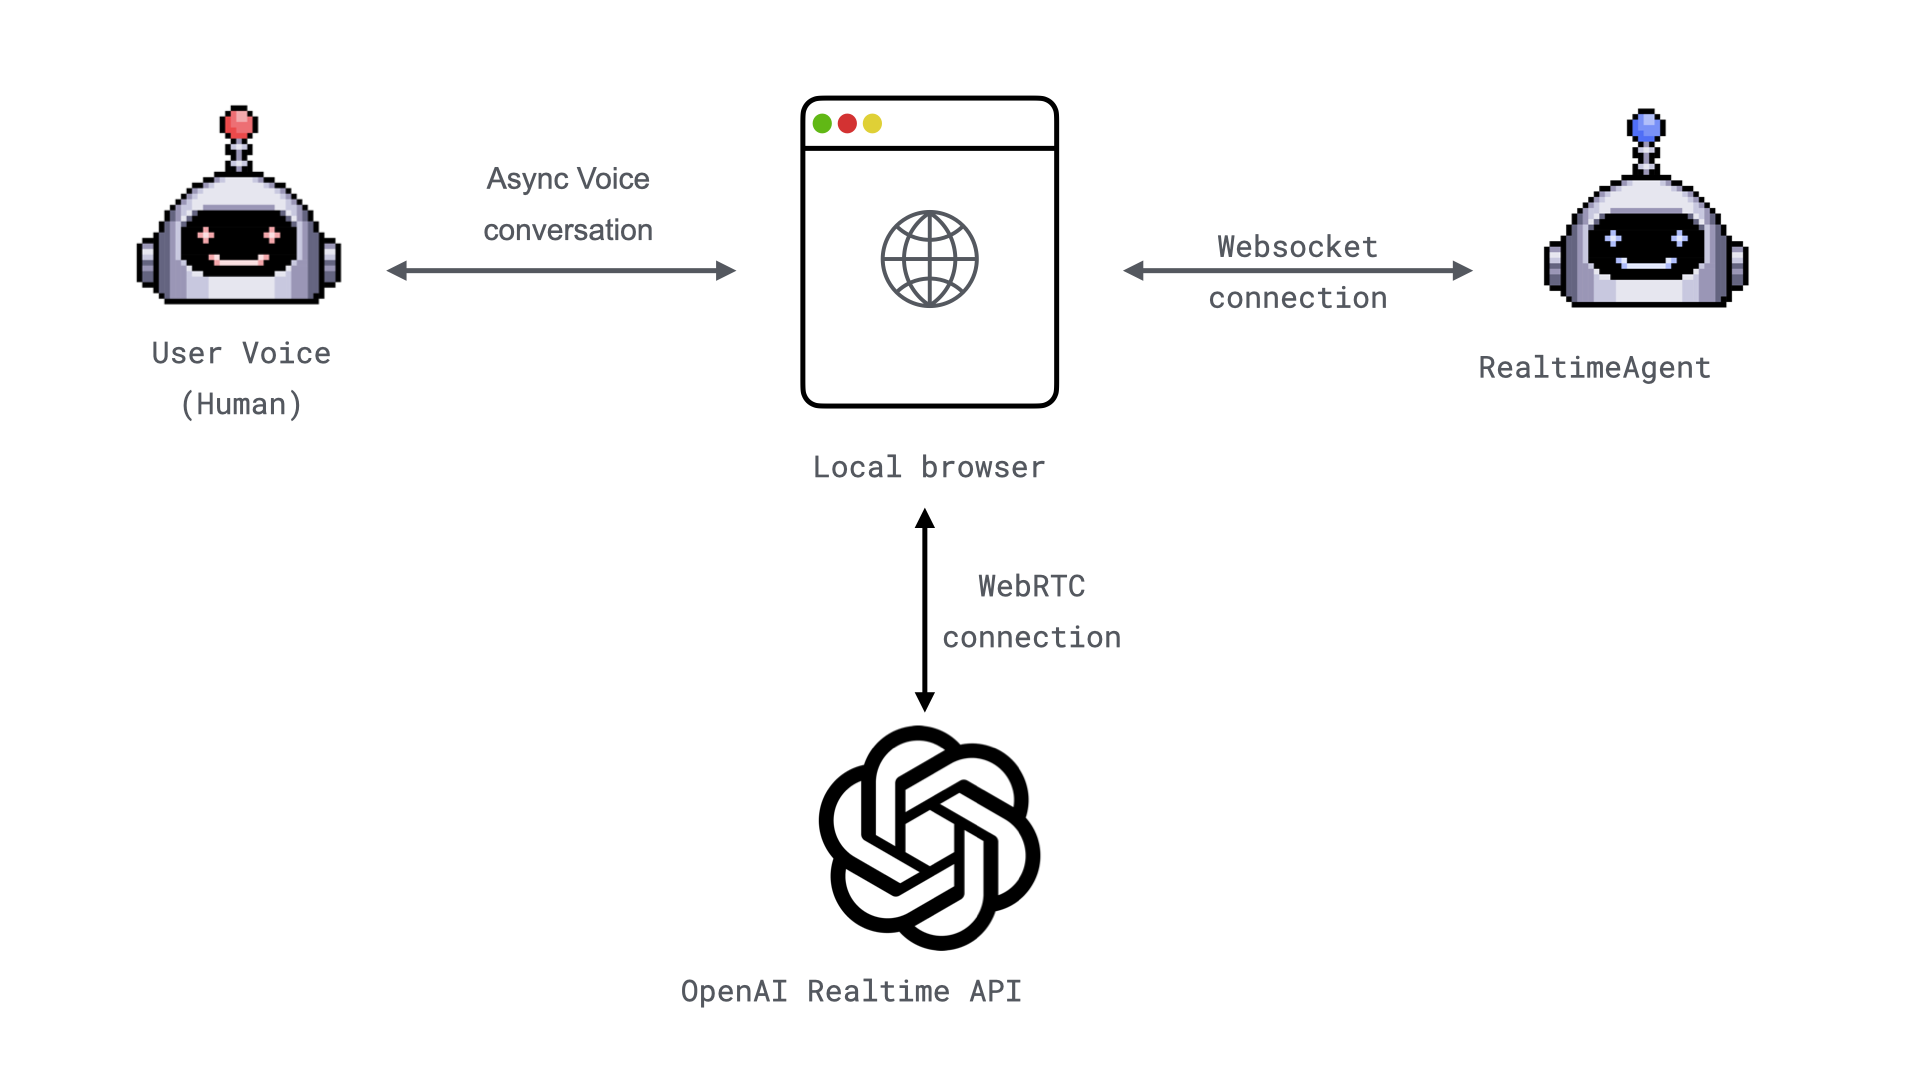 Async Voice
conversation
Websocket
connection
User Voice
(Human)
RealtimeAgent
Local browser
WebRTC
connection
OpenAI Realtime API